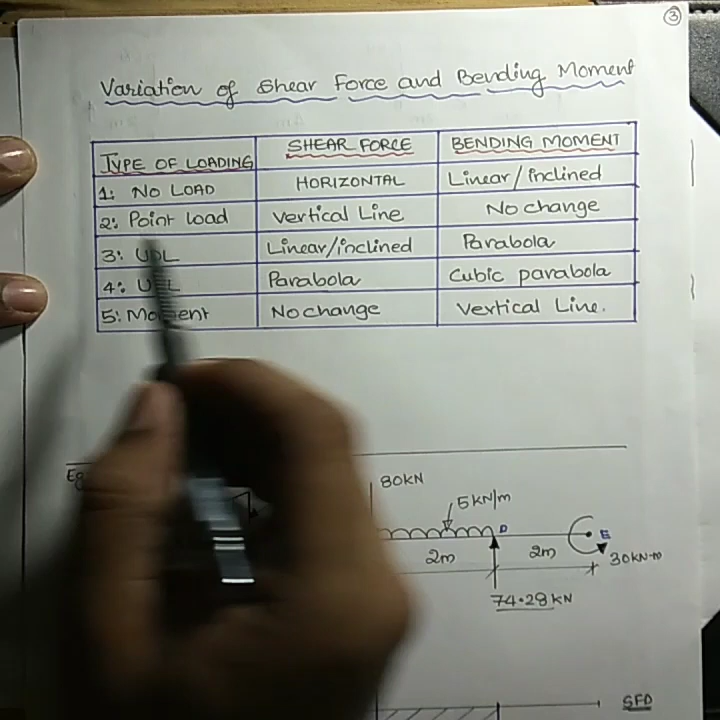 3
Variation of Shear Force and Bending Moment
TYPE OF LOADING SHEAR FORCE BENDING MOMENT
1: NO LOAD HORIZONTAL Linear/inclined
2: Point load Vertical Line No change
3: UDL Linear/inclined Parabola
4: Parabola Cubic parabola
5: Moment No change Vertical Line.
80KN
5KN/m
D E
2m 2m 30KN-m
74.28KN
SFD